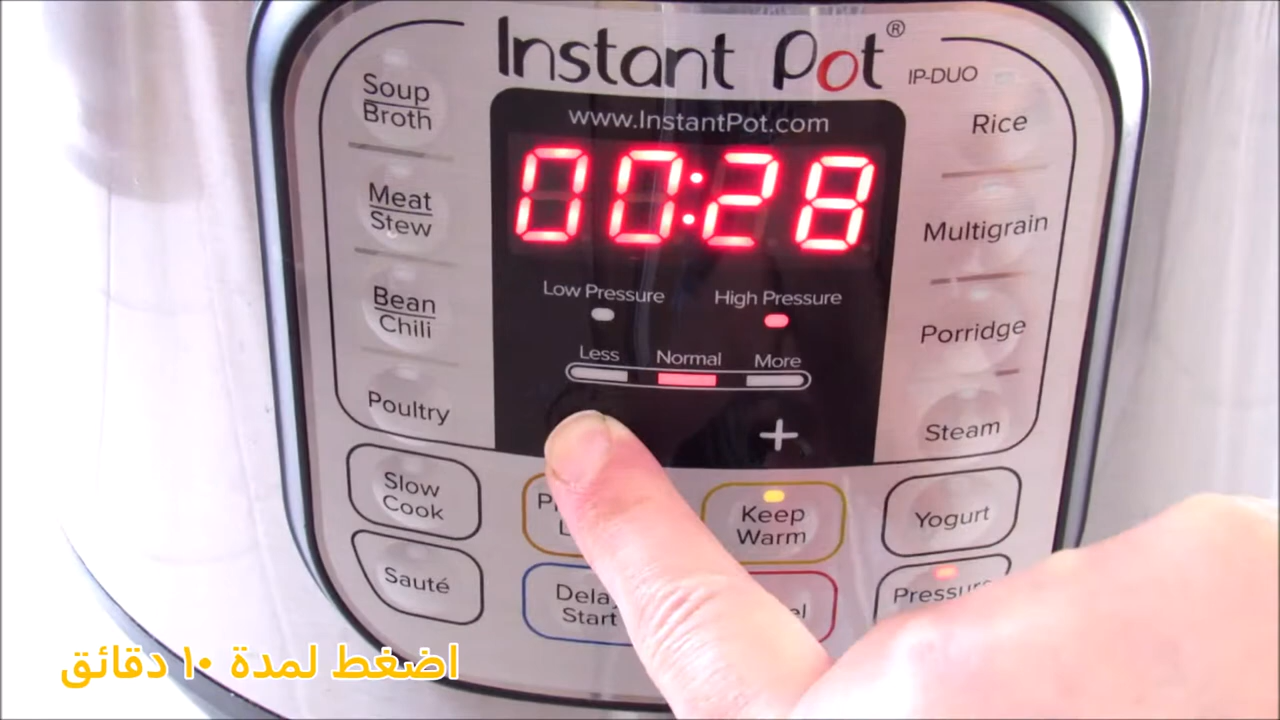 Instant Pot®
IP-DUO
www.InstantPot.com
00:28
Low Pressure
High Pressure
Less
Normal
More
+
Soup
Broth
Meat
Stew
Bean
Chili
Poultry
Rice
Multigrain
Porridge
Steam
Slow
Cook
Keep
Warm
Yogurt
Sauté
Delay
Start
Pressure
اضغط لمدة ١٠ دقائق